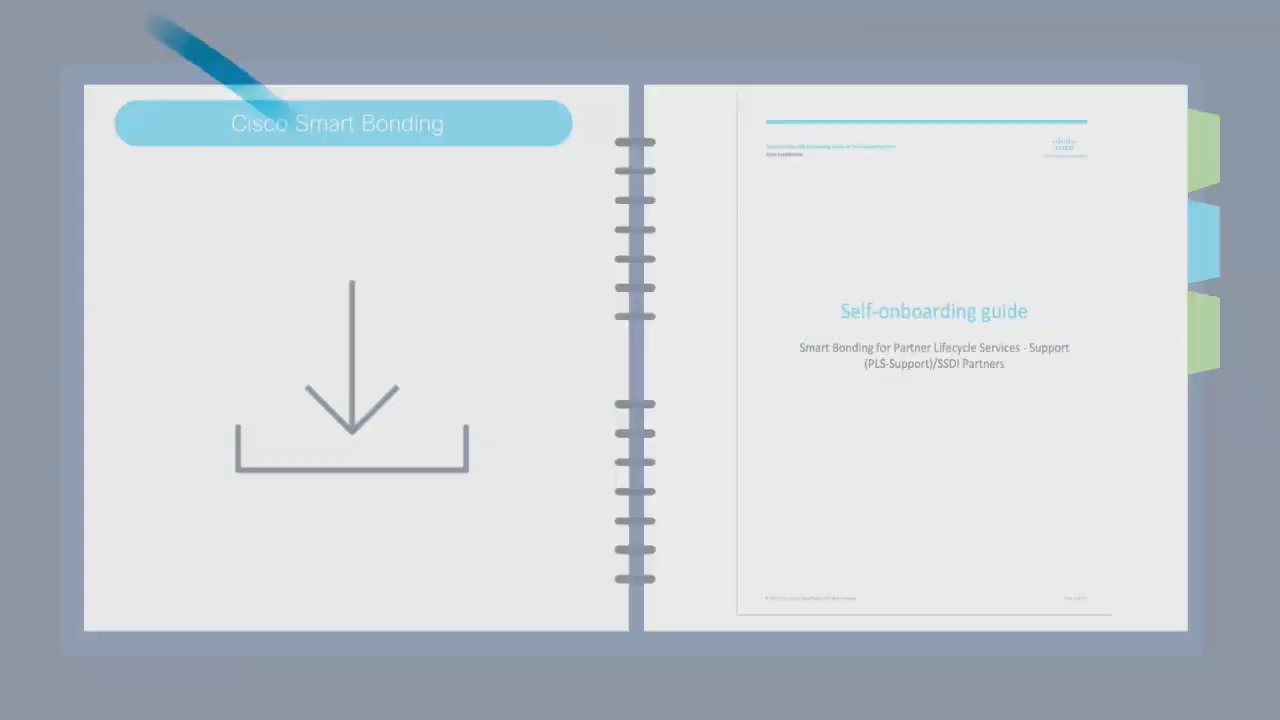 Cisco Smart Bonding
Self-onboarding guide
Smart Bonding for Partner Lifecycle Services - Support
(PLS-Support)/SSDI Partners